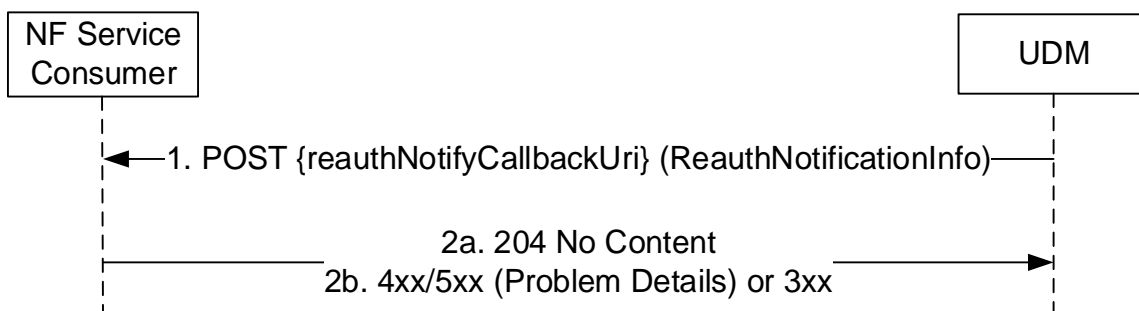 NF Service
Consumer
UDM
1. POST {reauthNotifyCallbackUri} (ReauthNotificationInfo)
2a. 204 No Content
2b. 4xx/5xx (Problem Details) or 3xx